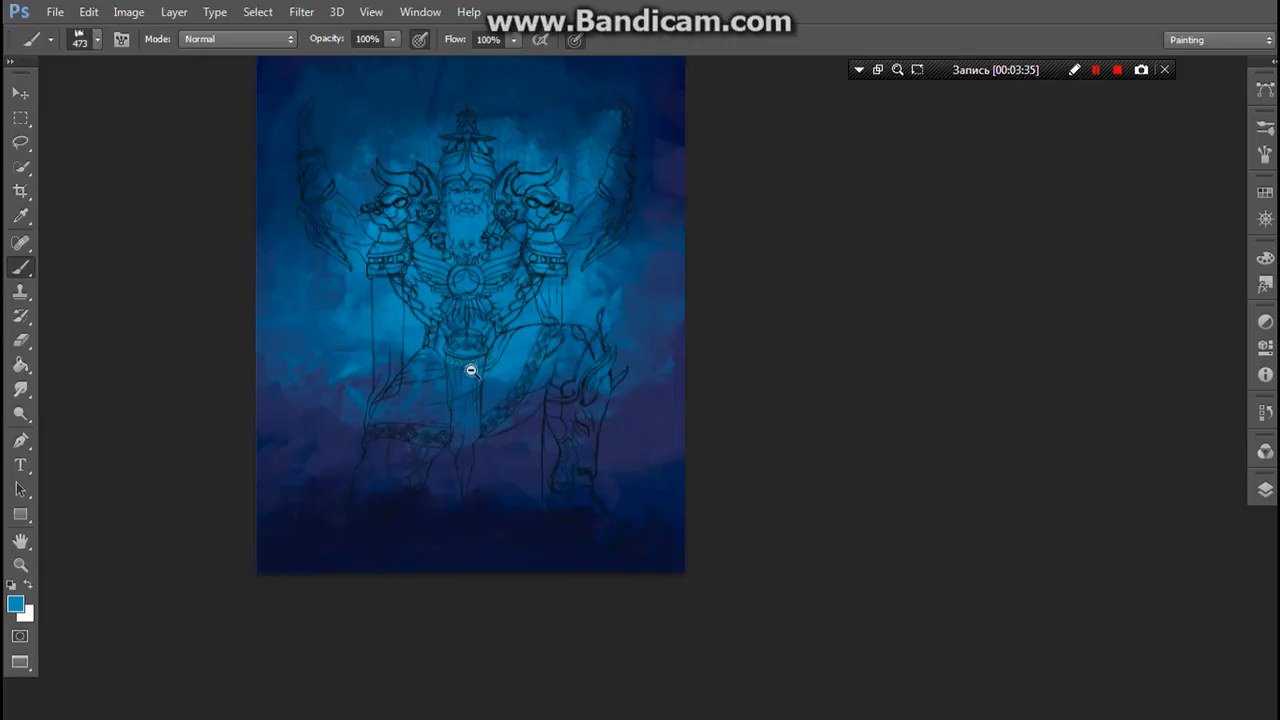 Ps File Edit Image Layer Type Select Filter 3D View Window Help
www.Bandicam.com
473 Mode: Normal Opacity: 100% Flow: 100% Painting
Запись [00:03:35]
T